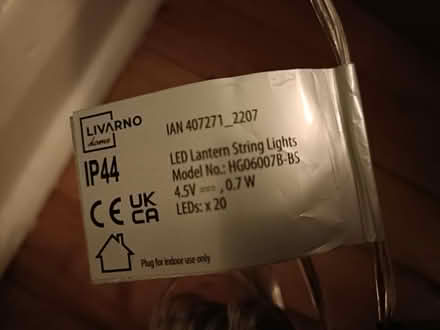 LIVARNO
home
IAN 407271_2207
IP44
LED Lantern String Lights
Model No.: HG06007B-BS
4.5V ⎓, 0.7 W
LEDs: x 20
CE UK CA
Plug for indoor use only